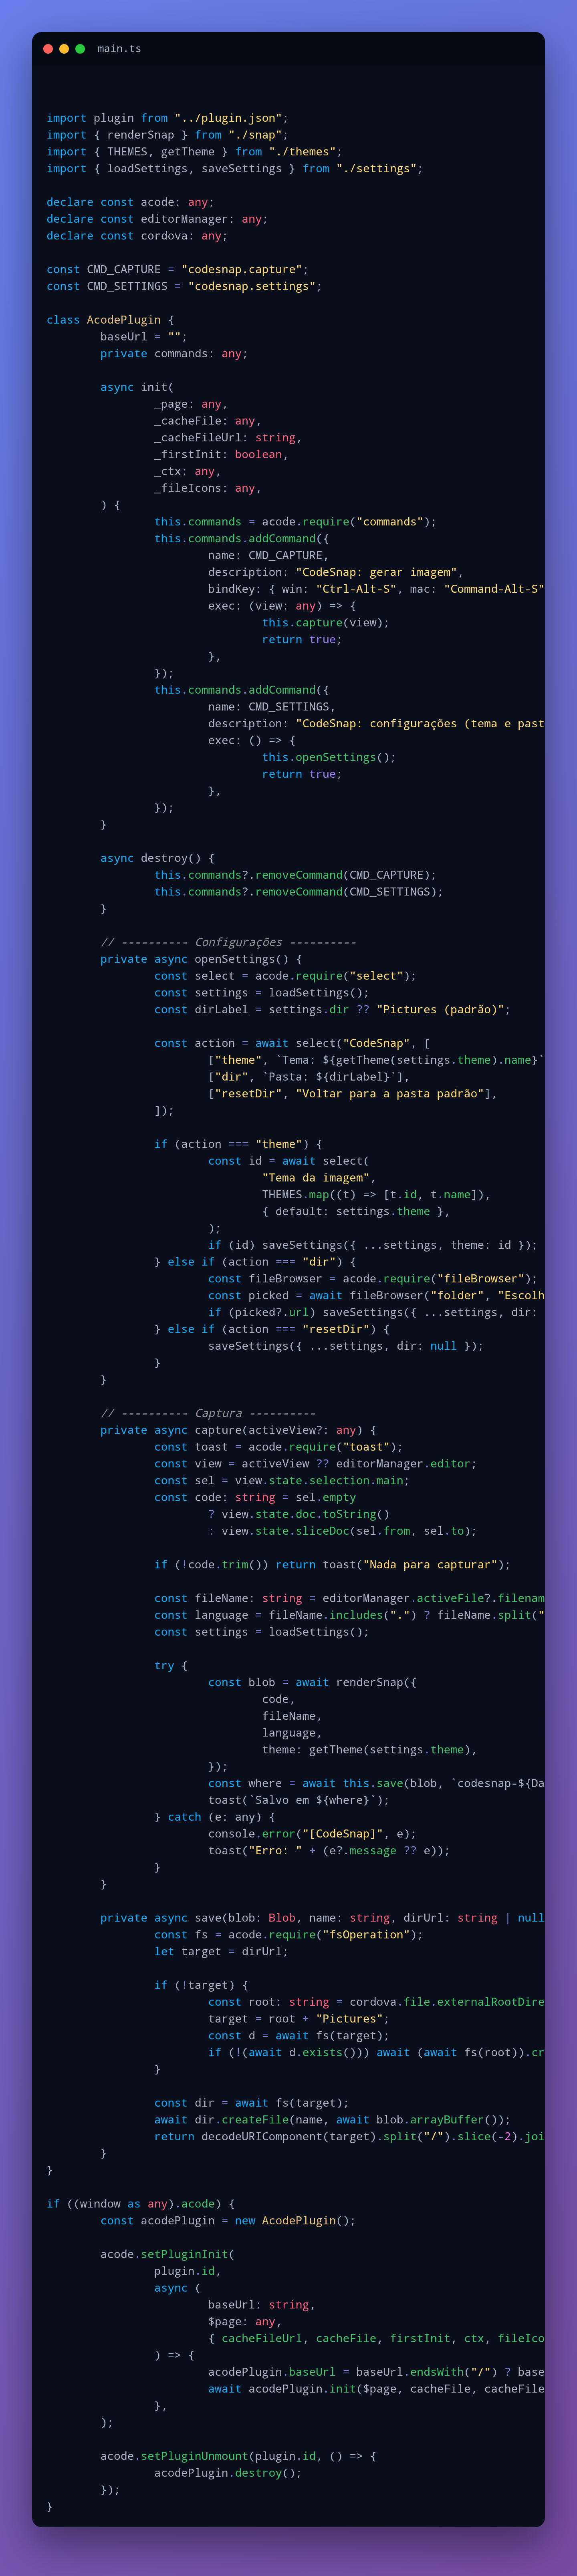 main.ts
import plugin from "../plugin.json";
import { renderSnap } from "./snap";
import { THEMES, getTheme } from "./themes";
import { loadSettings, saveSettings } from "./settings";
declare const acode: any;
declare const editorManager: any;
declare const cordova: any;
const CMD_CAPTURE = "codesnap.capture";
const CMD_SETTINGS = "codesnap.settings";
class AcodePlugin {
baseUrl = "";
private commands: any;
async init(
_page: any,
_cacheFile: any,
_cacheFileUrl: string,
_firstInit: boolean,
_ctx: any,
_fileIcons: any,
) {
this.commands = acode.require("commands");
this.commands.addCommand({
name: CMD_CAPTURE,
description: "CodeSnap: gerar imagem",
bindKey: { win: "Ctrl-Alt-S", mac: "Command-Alt-S"
exec: (view: any) => {
this.capture(view);
return true;
},
});
this.commands.addCommand({
name: CMD_SETTINGS,
description: "CodeSnap: configurações (tema e past
exec: () => {
this.openSettings();
return true;
},
});
}
async destroy() {
this.commands?.removeCommand(CMD_CAPTURE);
this.commands?.removeCommand(CMD_SETTINGS);
}
// ---------- Configurações ----------
private async openSettings() {
const select = acode.require("select");
const settings = loadSettings();
const dirLabel = settings.dir ?? "Pictures (padrão)";
const action = await select("CodeSnap", [
["theme", `Tema: ${getTheme(settings.theme).name}`
["dir", `Pasta: ${dirLabel}`],
["resetDir", "Voltar para a pasta padrão"],
]);
if (action === "theme") {
const id = await select(
"Tema da imagem",
THEMES.map((t) => [t.id, t.name]),
{ default: settings.theme },
);
if (id) saveSettings({ ...settings, theme: id });
} else if (action === "dir") {
const fileBrowser = acode.require("fileBrowser");
const picked = await fileBrowser("folder", "Escolh
if (picked?.url) saveSettings({ ...settings, dir:
} else if (action === "resetDir") {
saveSettings({ ...settings, dir: null });
}
}
// ---------- Captura ----------
private async capture(activeView?: any) {
const toast = acode.require("toast");
const view = activeView ?? editorManager.editor;
const sel = view.state.selection.main;
const code: string = sel.empty
? view.state.doc.toString()
: view.state.sliceDoc(sel.from, sel.to);
if (!code.trim()) return toast("Nada para capturar");
const fileName: string = editorManager.activeFile?.filenam
const language = fileName.includes(".") ? fileName.split("
const settings = loadSettings();
try {
const blob = await renderSnap({
code,
fileName,
language,
theme: getTheme(settings.theme),
});
const where = await this.save(blob, `codesnap-${Da
toast(`Salvo em ${where}`);
} catch (e: any) {
console.error("[CodeSnap]", e);
toast("Erro: " + (e?.message ?? e));
}
}
private async save(blob: Blob, name: string, dirUrl: string | null
const fs = acode.require("fsOperation");
let target = dirUrl;
if (!target) {
const root: string = cordova.file.externalRootDire
target = root + "Pictures";
const d = await fs(target);
if (!(await d.exists())) await (await fs(root)).cr
}
const dir = await fs(target);
await dir.createFile(name, await blob.arrayBuffer());
return decodeURIComponent(target).split("/").slice(-2).joi
}
}
if ((window as any).acode) {
const acodePlugin = new AcodePlugin();
acode.setPluginInit(
plugin.id,
async (
baseUrl: string,
$page: any,
{ cacheFileUrl, cacheFile, firstInit, ctx, fileIco
) => {
acodePlugin.baseUrl = baseUrl.endsWith("/") ? base
await acodePlugin.init($page, cacheFile, cacheFile
},
);
acode.setPluginUnmount(plugin.id, () => {
acodePlugin.destroy();
});
}